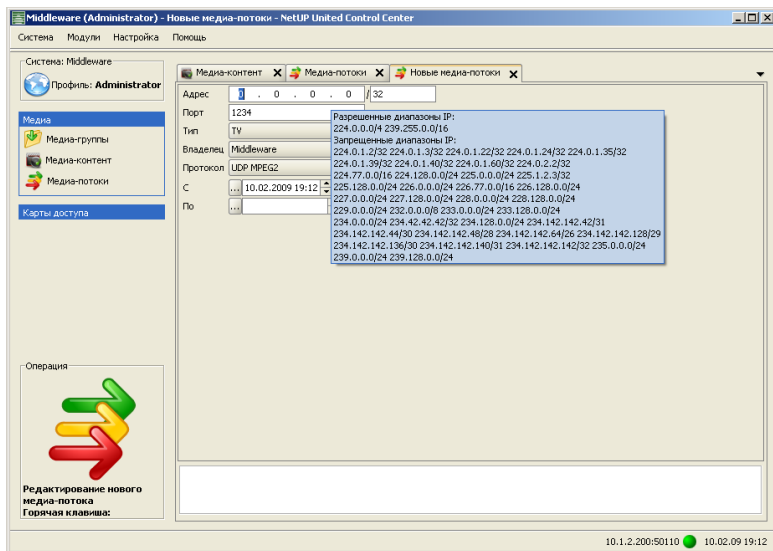 Middleware (Administrator) - Новые медиа-потоки - NetUP United Control Center
Система Модули Настройка Помощь
Система: Middleware
Профиль: Administrator
Медиа
Медиа-группы
Медиа-контент
Медиа-потоки
Карты доступа
Медиа-контент Медиа-потоки Новые медиа-потоки
Адрес 0 . 0 . 0 . 0 / 32
Порт 1234
Тип TV
Владелец Middleware
Протокол UDP MPEG2
С ... 10.02.2009 19:12
По ...
Разрешенные диапазоны IP:
224.0.0.0/4 239.255.0.0/16
Запрещенные диапазоны IP:
224.0.1.2/32 224.0.1.3/32 224.0.1.22/32 224.0.1.24/32 224.0.1.35/32
224.0.1.39/32 224.0.1.40/32 224.0.1.60/32 224.0.2.2/32
224.77.0.0/16 224.128.0.0/24 225.0.0.0/24 225.1.2.3/32
225.128.0.0/24 226.0.0.0/24 226.77.0.0/16 226.128.0.0/24
227.0.0.0/24 227.128.0.0/24 228.0.0.0/24 228.128.0.0/24
229.0.0.0/24 232.0.0.0/8 233.0.0.0/24 233.128.0.0/24
234.0.0.0/24 234.42.42.42/32 234.128.0.0/24 234.142.142.42/31
234.142.142.44/30 234.142.142.48/28 234.142.142.64/26 234.142.142.128/29
234.142.142.136/30 234.142.142.140/31 234.142.142.142/32 235.0.0.0/24
239.0.0.0/24 239.128.0.0/24
Операция
Редактирование нового
медиа-потока
Горячая клавиша:
10.1.2.200:50110 10.02.09 19:12